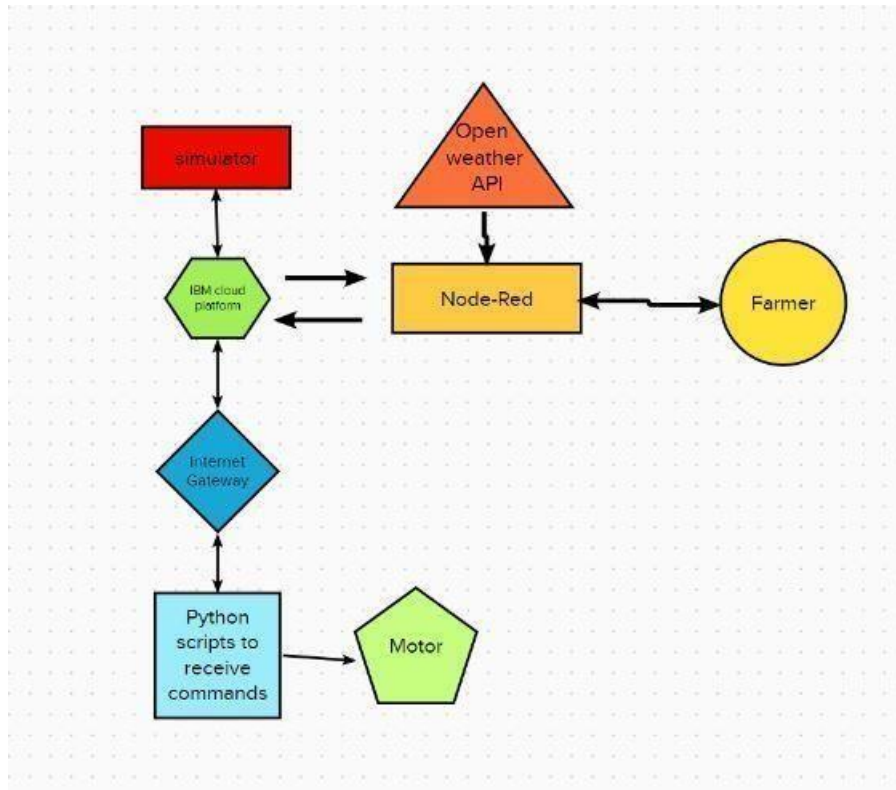 Open
weather
API
simulator
IBM cloud
platform
Node-Red
Farmer
Internet
Gateway
Python
scripts to
receive
commands
Motor